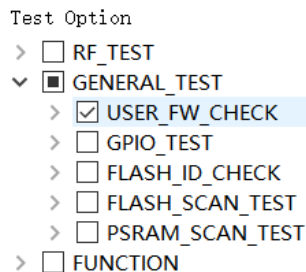 Test Option
RF_TEST
GENERAL_TEST
USER_FW_CHECK
GPIO_TEST
FLASH_ID_CHECK
FLASH_SCAN_TEST
PSRAM_SCAN_TEST
FUNCTION